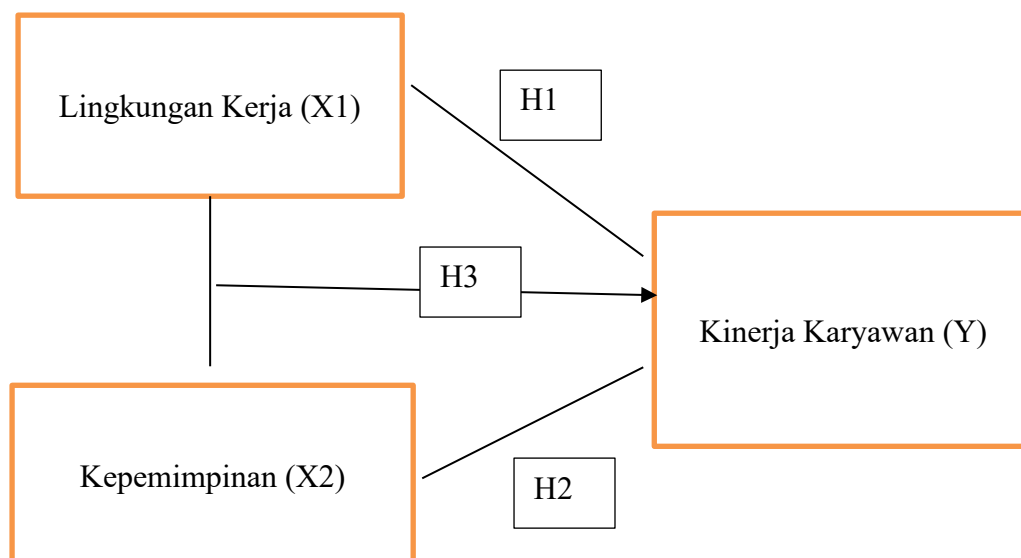 Lingkungan Kerja (X1)
H1
H3
Kinerja Karyawan (Y)
Kepemimpinan (X2)
H2